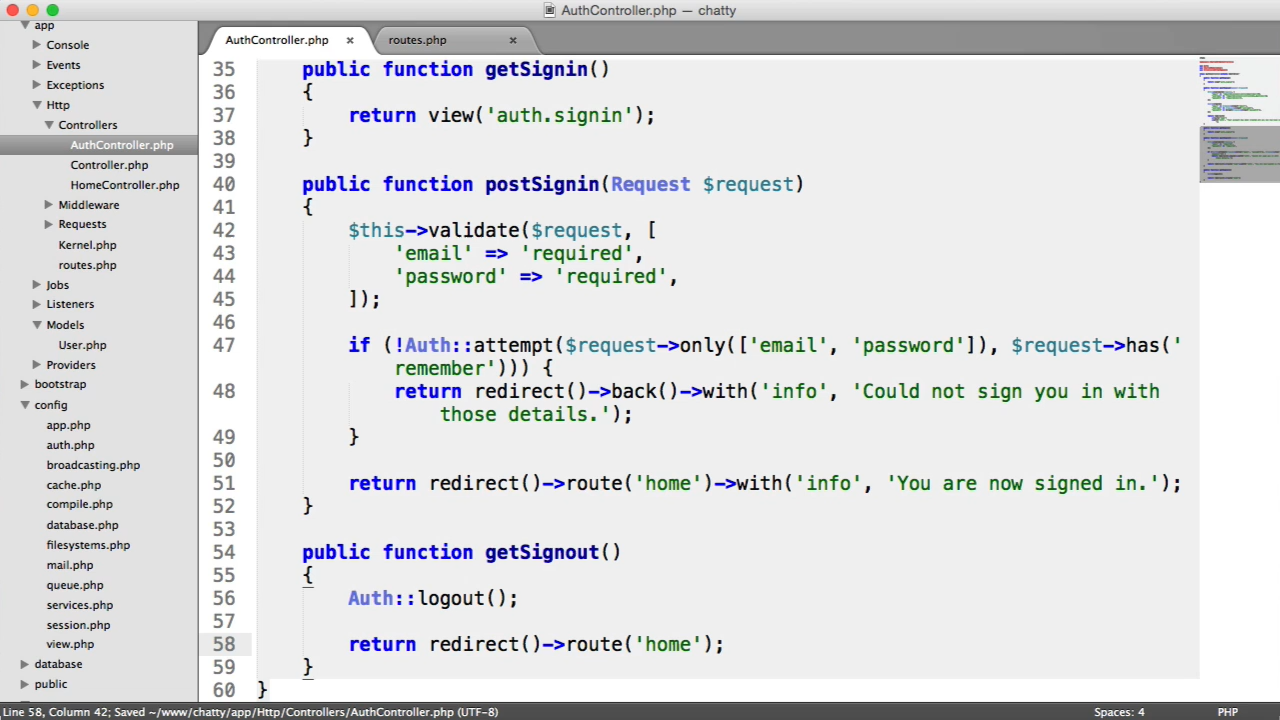 AuthController.php — chatty
app
Console
Events
Exceptions
Http
Controllers
AuthController.php
Controller.php
HomeController.php
Middleware
Requests
Kernel.php
routes.php
Jobs
Listeners
Models
User.php
Providers
bootstrap
config
app.php
auth.php
broadcasting.php
cache.php
compile.php
database.php
filesystems.php
mail.php
queue.php
services.php
session.php
view.php
database
public
AuthController.php × routes.php ×
35 public function getSignin()
36 {
37 return view('auth.signin');
38 }
39
40 public function postSignin(Request $request)
41 {
42 $this->validate($request, [
43 'email' => 'required',
44 'password' => 'required',
45 ]);
46
47 if (!Auth::attempt($request->only(['email', 'password']), $request->has('
remember'))) {
48 return redirect()->back()->with('info', 'Could not sign you in with
those details.');
49 }
50
51 return redirect()->route('home')->with('info', 'You are now signed in.');
52 }
53
54 public function getSignout()
55 {
56 Auth::logout();
57
58 return redirect()->route('home');
59 }
60 }
Line 58, Column 42; Saved ~/www/chatty/app/Http/Controllers/AuthController.php (UTF-8) Spaces: 4 PHP